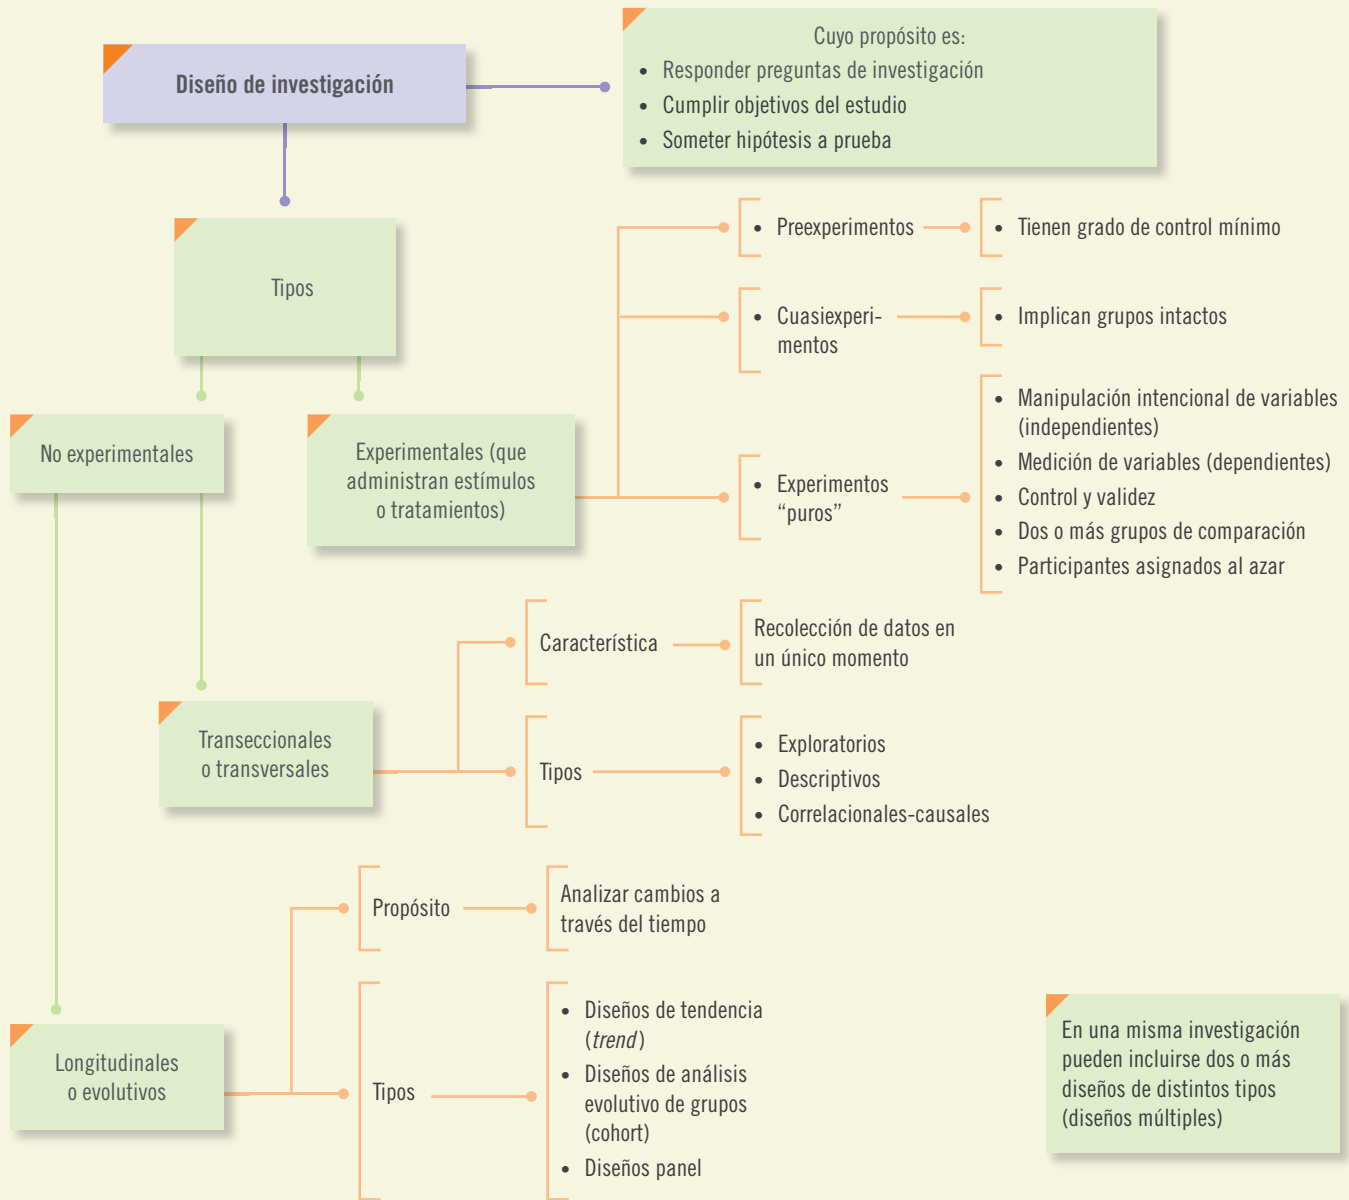 Diseño de investigación
Cuyo propósito es:
• Responder preguntas de investigación
• Cumplir objetivos del estudio
• Someter hipótesis a prueba
Tipos
No experimentales
Experimentales (que
administran estímulos
o tratamientos)
• Preexperimentos
• Tienen grado de control mínimo
• Cuasiexperi-
mentos
• Implican grupos intactos
• Experimentos
“puros”
• Manipulación intencional de variables
(independientes)
• Medición de variables (dependientes)
• Control y validez
• Dos o más grupos de comparación
• Participantes asignados al azar
Transeccionales
o transversales
Característica
Recolección de datos en
un único momento
Tipos
• Exploratorios
• Descriptivos
• Correlacionales-causales
Longitudinales
o evolutivos
Propósito
Analizar cambios a
través del tiempo
Tipos
• Diseños de tendencia
(trend)
• Diseños de análisis
evolutivo de grupos
(cohort)
• Diseños panel
En una misma investigación
pueden incluirse dos o más
diseños de distintos tipos
(diseños múltiples)